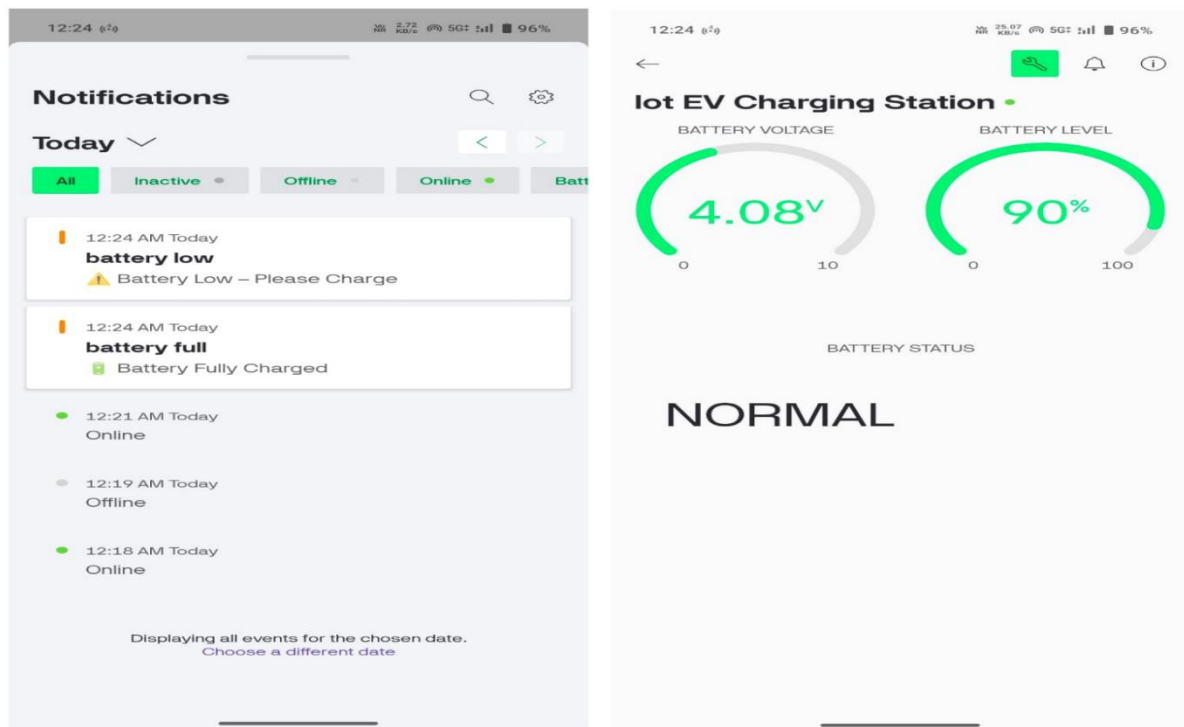 12:24
2.72 KB/s 5G 96%
Notifications
Today
All Inactive Offline Online Batt
12:24 AM Today
battery low
Battery Low – Please Charge
12:24 AM Today
battery full
Battery Fully Charged
12:21 AM Today
Online
12:19 AM Today
Offline
12:18 AM Today
Online
Displaying all events for the chosen date.
Choose a different date
12:24
25.07 KB/s 5G 96%
Iot EV Charging Station
BATTERY VOLTAGE BATTERY LEVEL
4.08V 90%
0 10 0 100
BATTERY STATUS
NORMAL